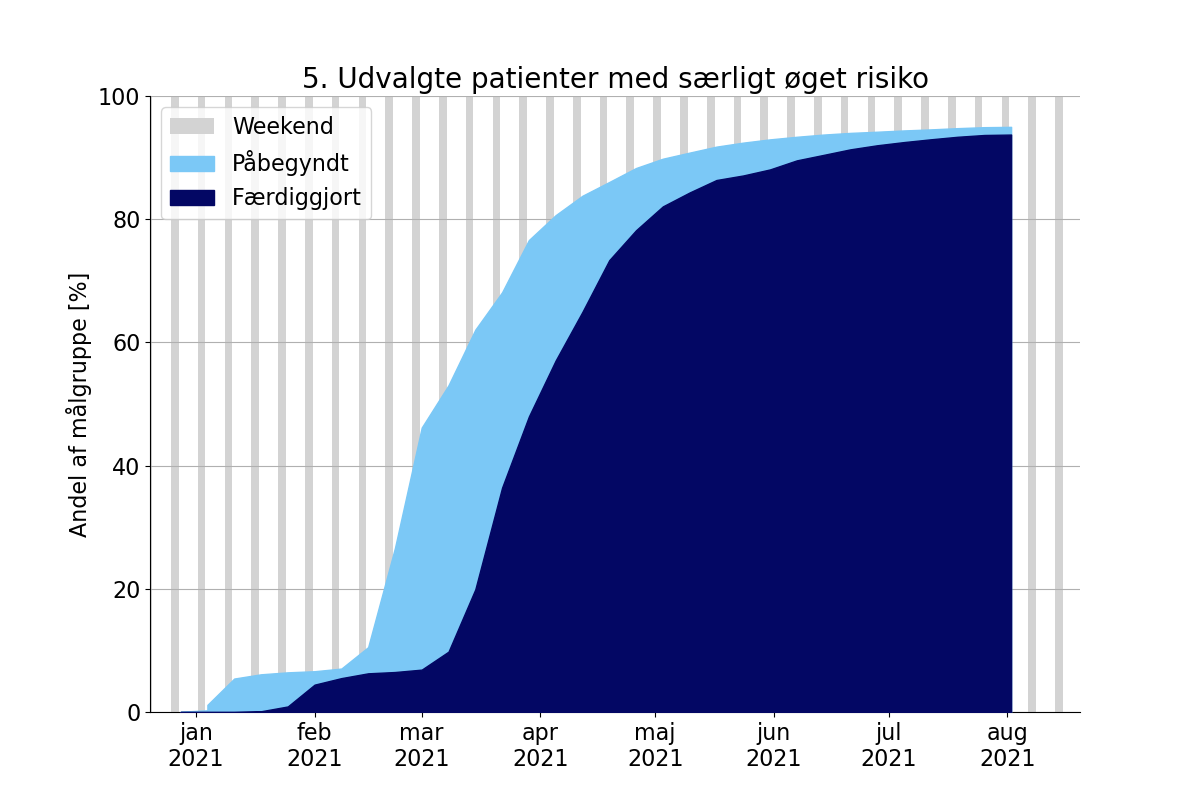 5. Udvalgte patienter med særligt øget risiko
Weekend
Påbegyndt
Færdiggjort
Andel af målgruppe [%]
100
80
60
40
20
0
jan feb mar apr maj jun jul aug
2021 2021 2021 2021 2021 2021 2021 2021